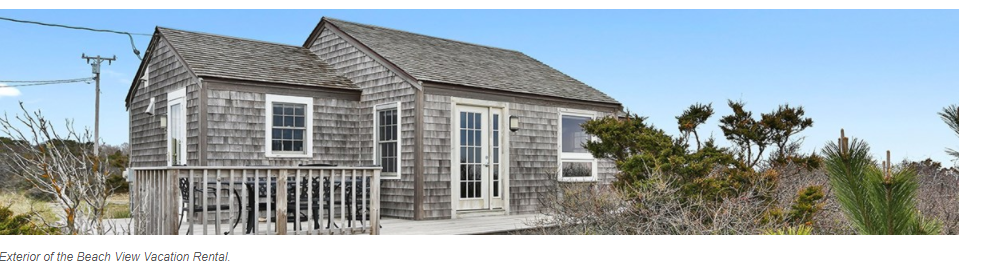 Exterior of the Beach View Vacation Rental.